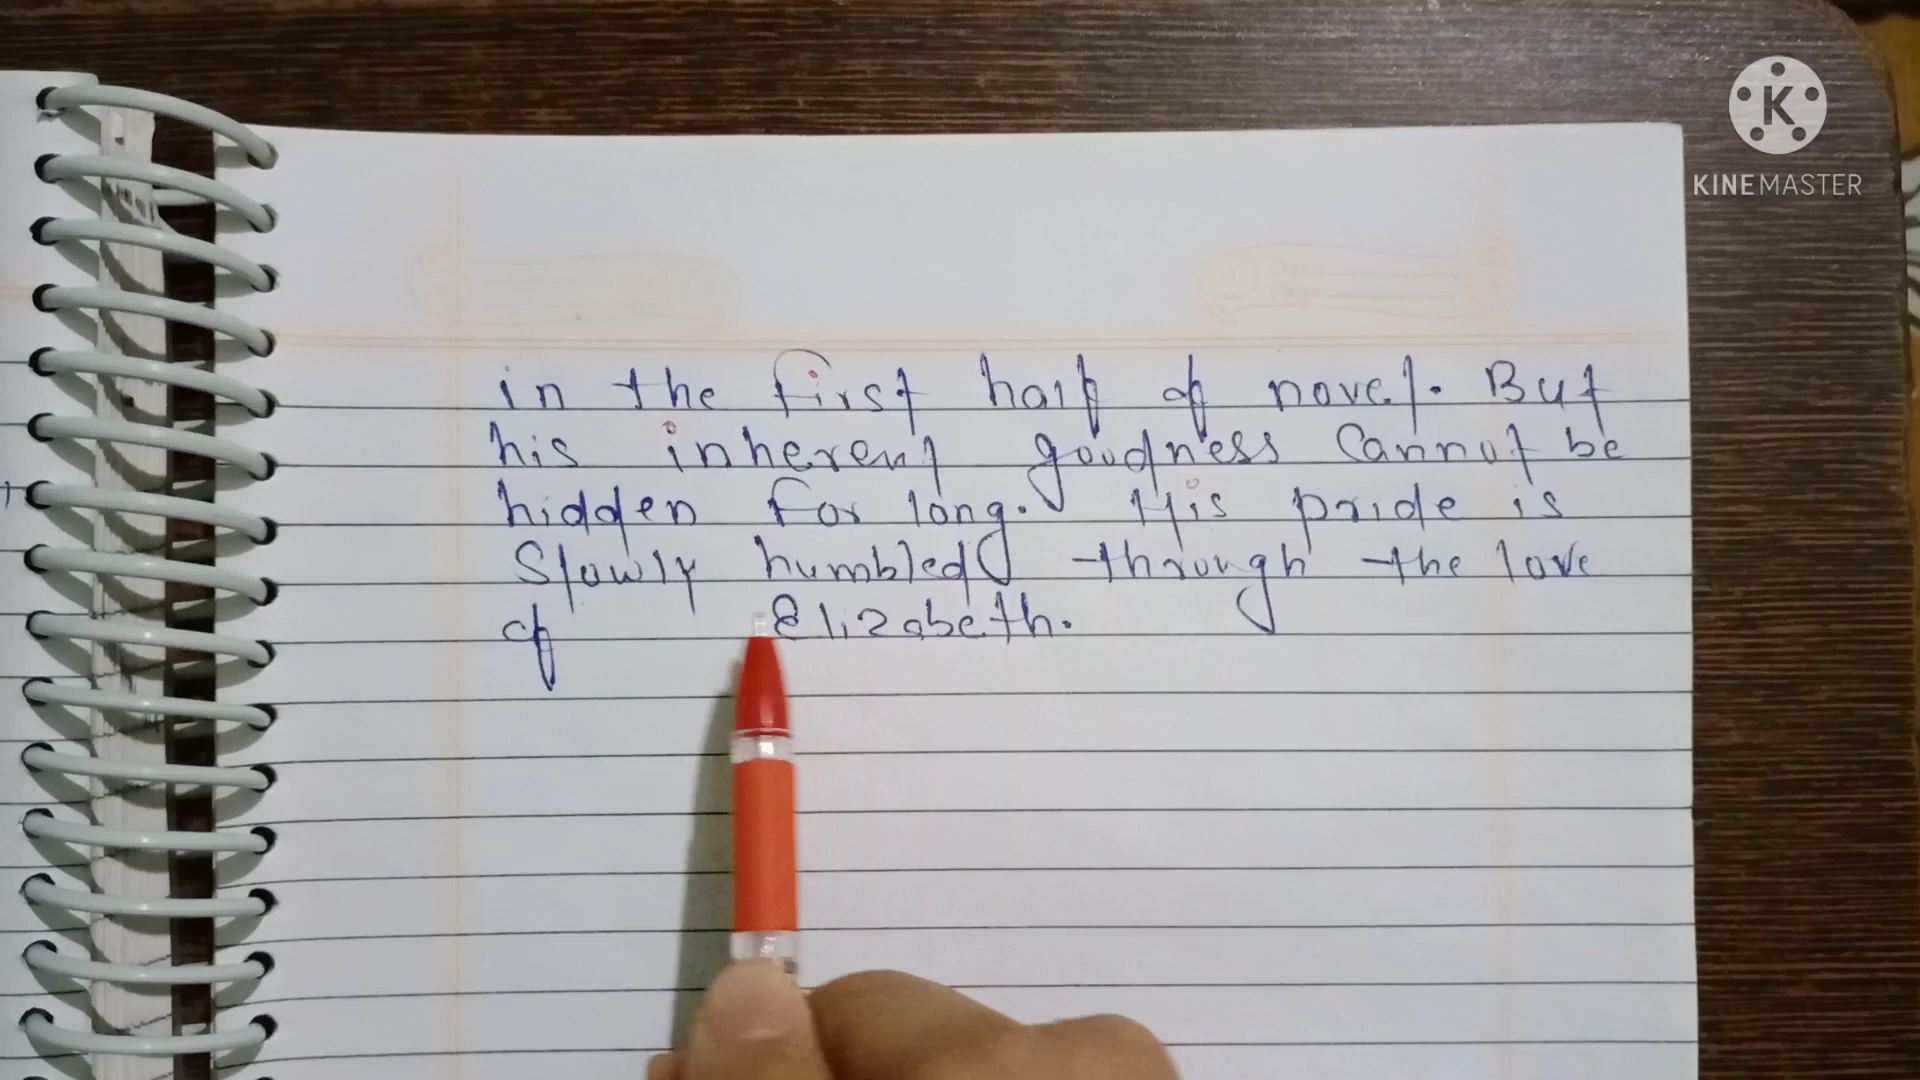 in the first half of novel. But
his inherent goodness cannot be
hidden for long. His pride is
Slowly humbled through the love
of Elizabeth.
KINEMASTER